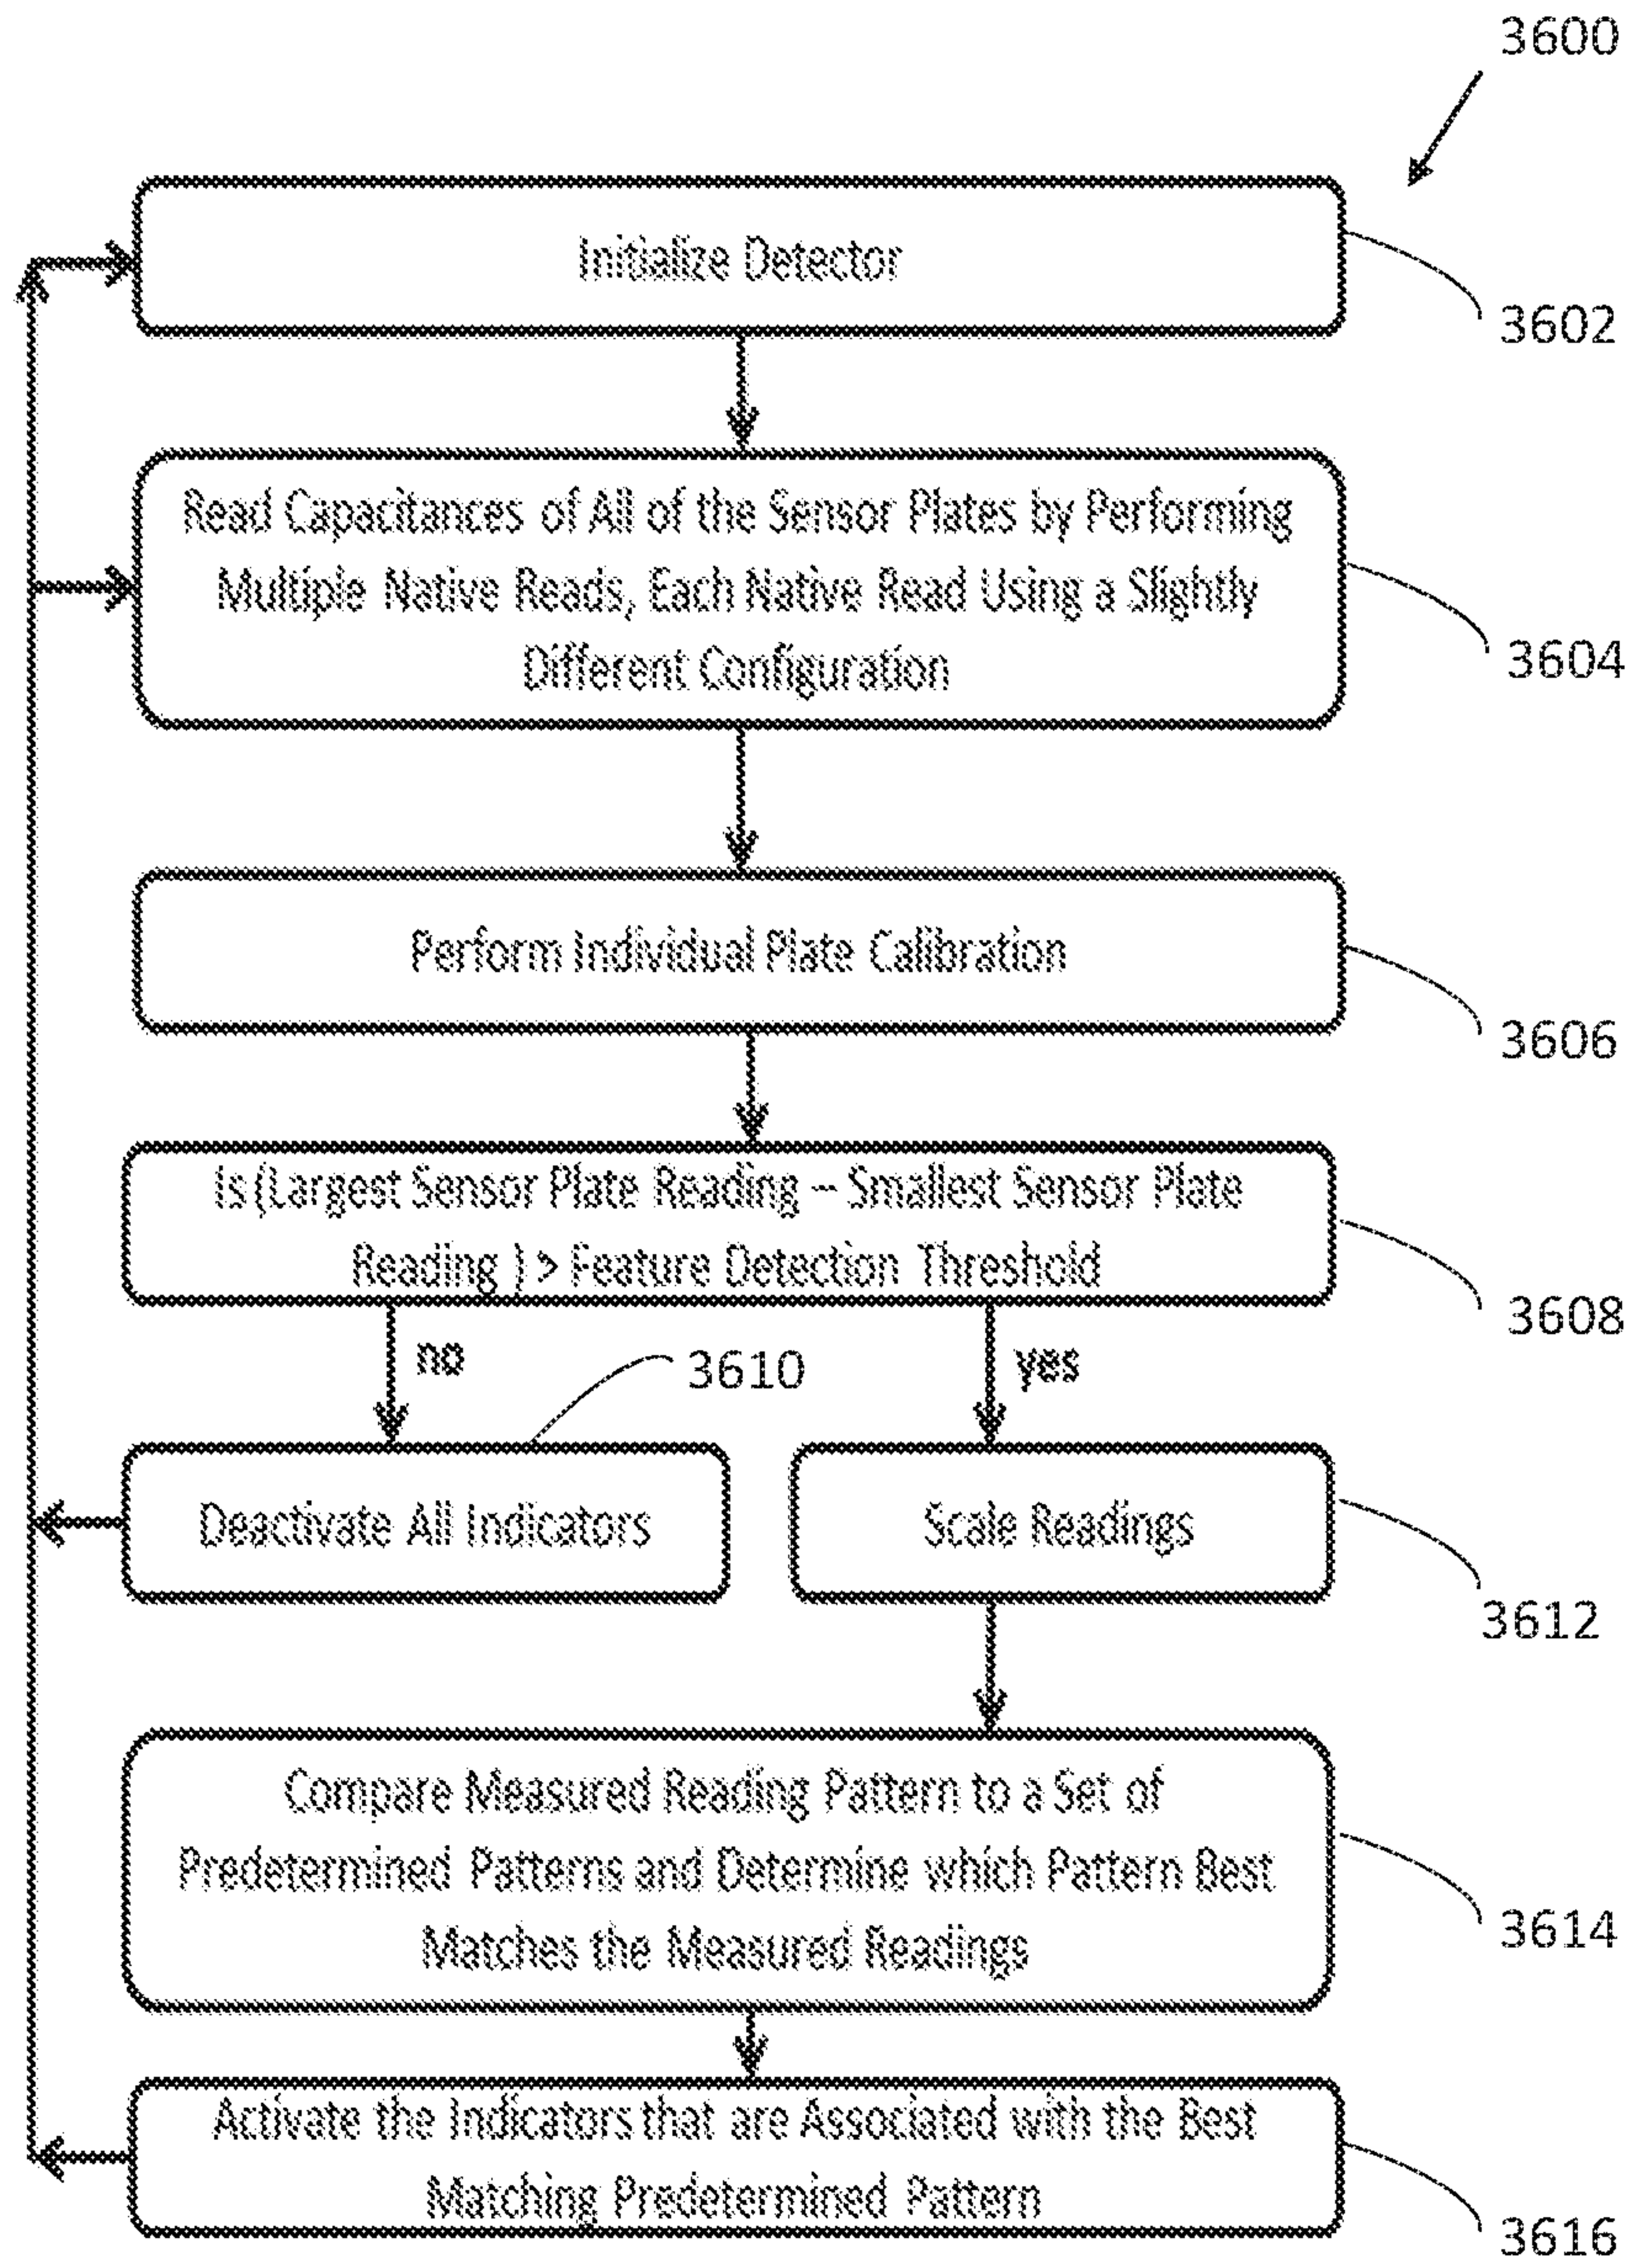 3600
Initialize Detector
3602
Read Capacitances of All of the Sensor Plates by Performing
Multiple Native Reads, Each Native Read Using a Slightly
Different Configuration
3604
Perform Individual Plate Calibration
3606
Is (Largest Sensor Plate Reading – Smallest Sensor Plate
Reading ) > Feature Detection Threshold
3608
no
3610
yes
Deactivate All Indicators
Scale Readings
3612
Compare Measured Reading Pattern to a Set of
Predetermined Patterns and Determine which Pattern Best
Matches the Measured Readings
3614
Activate the Indicators that are Associated with the Best
Matching Predetermined Pattern
3616